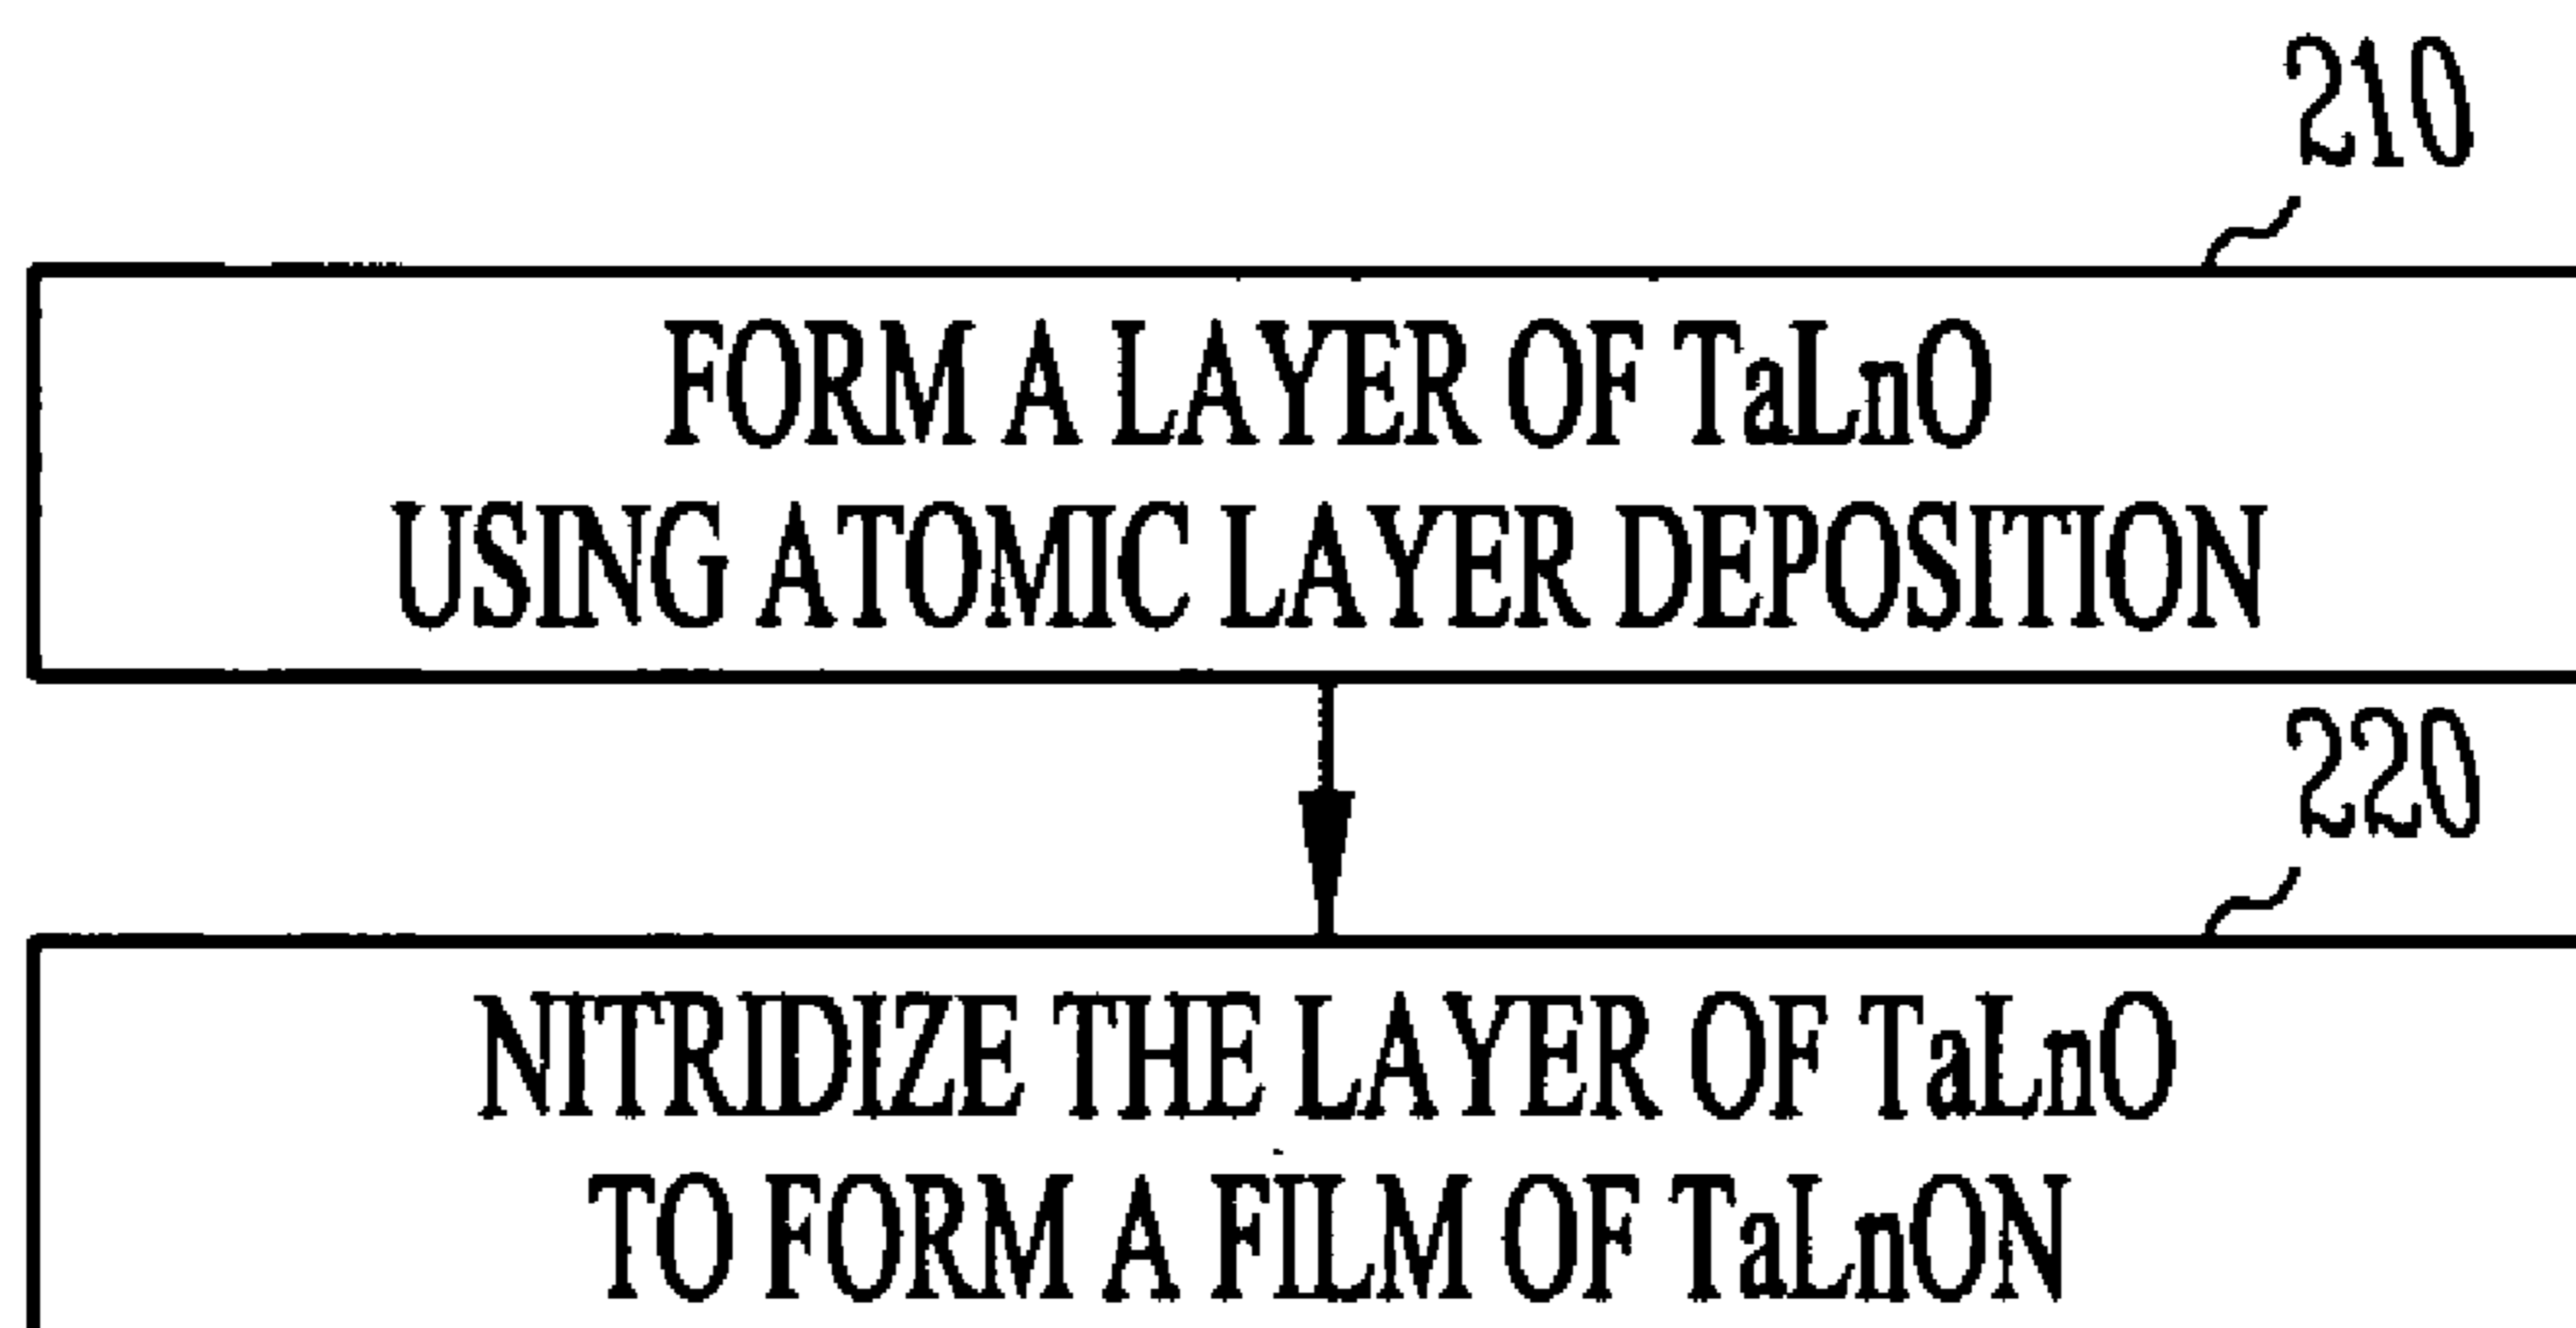 210
FORM A LAYER OF TaLnO
USING ATOMIC LAYER DEPOSITION
220
NITRIDIZE THE LAYER OF TaLnO
TO FORM A FILM OF TaLnON